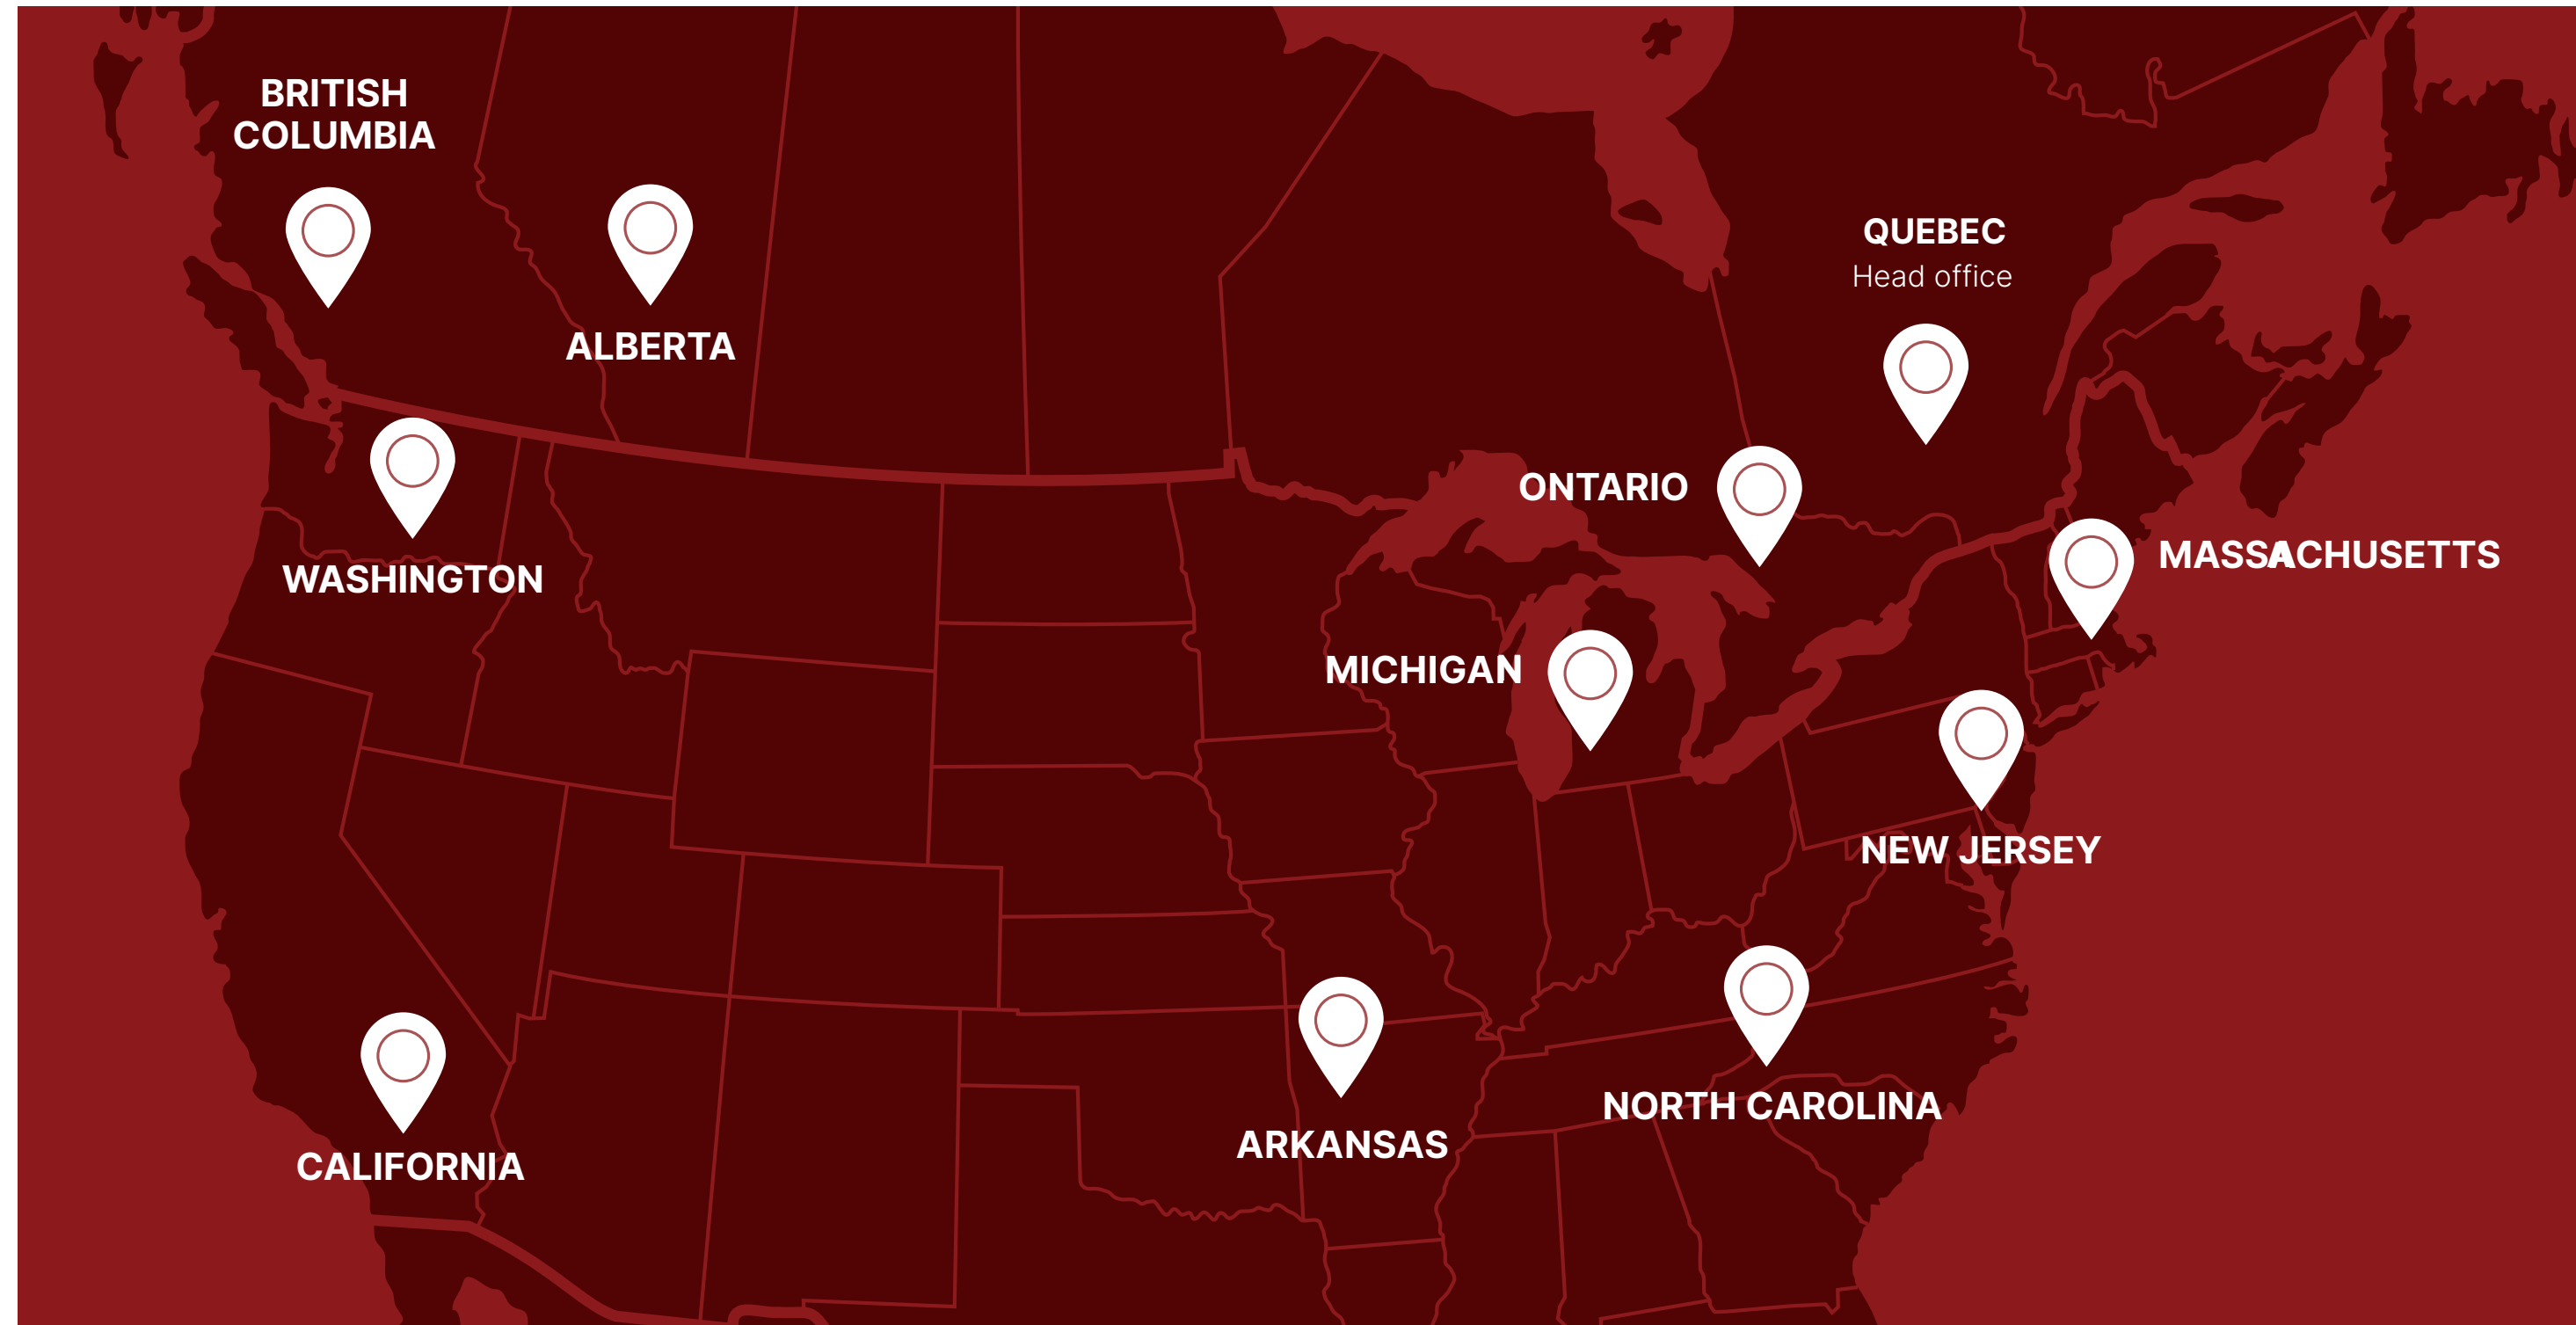 BRITISH
COLUMBIA
ALBERTA
QUEBEC
Head office
ONTARIO
WASHINGTON
MASSACHUSETTS
MICHIGAN
NEW JERSEY
NORTH CAROLINA
ARKANSAS
CALIFORNIA